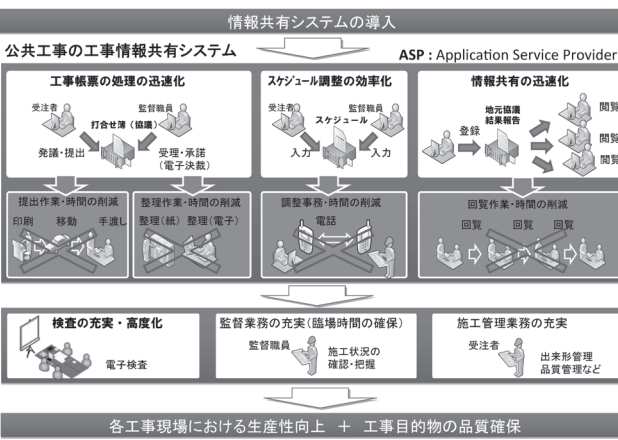 情報共有システムの導入
公共工事の工事情報共有システム
ASP : Application Service Provider
工事帳票の処理の迅速化
受注者
監督職員
打合せ簿（協議）
発議・提出
受理・承諾
（電子決裁）
スケジュール調整の効率化
受注者
監督職員
スケジュール
入力
入力
情報共有の迅速化
地元協議
結果報告
登録
閲覧
閲覧
閲覧
提出作業・時間の削減
印刷 移動 手渡し
整理作業・時間の削減
整理（紙） 整理（電子）
調整事務・時間の削減
電話
回覧作業・時間の削減
回覧 回覧 回覧
検査の充実・高度化
電子検査
監督業務の充実（臨場時間の確保）
監督職員
施工状況の
確認・把握
施工管理業務の充実
受注者
出来形管理
品質管理など
各工事現場における生産性向上 ＋ 工事目的物の品質確保